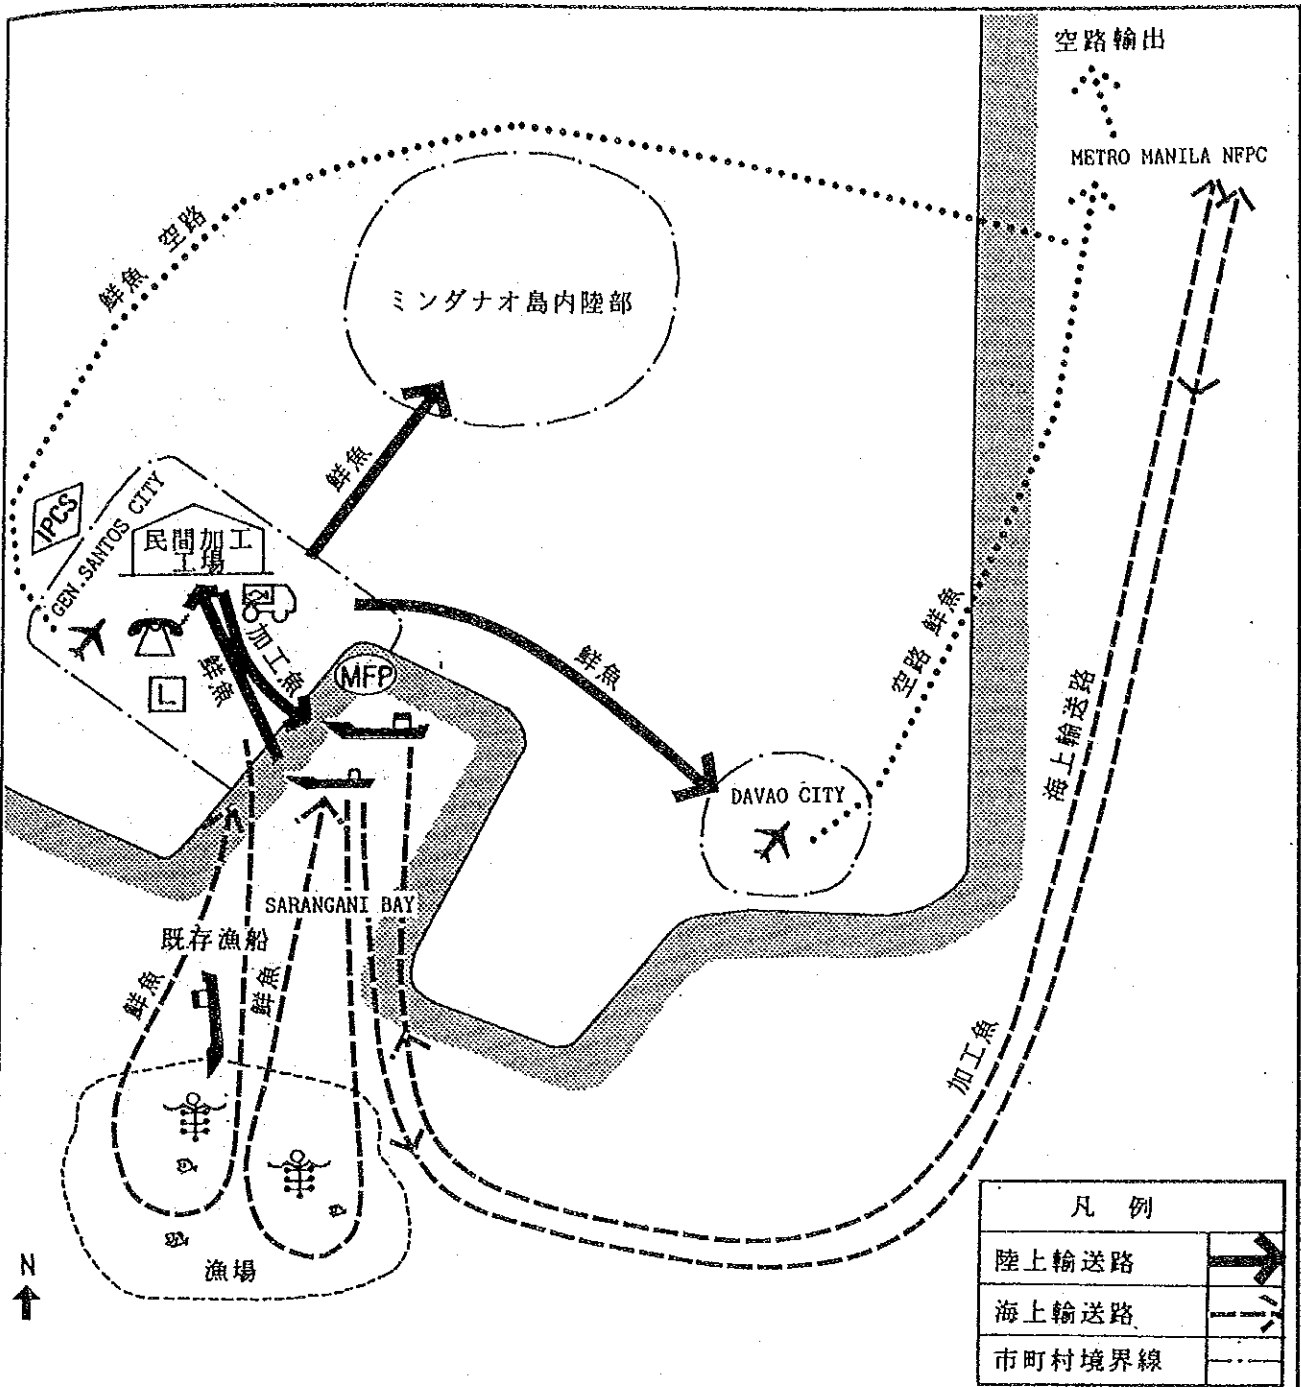 空路輸出
METRO MANILA NFPC
鮮魚 空路
ミンダナオ島内陸部
鮮魚
IPCS
GEN.SANTOS CITY
民間加工
工場
加工魚
鮮魚
MFP
L
鮮魚
空路 鮮魚
海上輸送路
DAVAO CITY
SARANGANI BAY
既存漁船
鮮魚
鮮魚
加工魚
漁場
N
凡 例
陸上輸送路
海上輸送路
市町村境界線